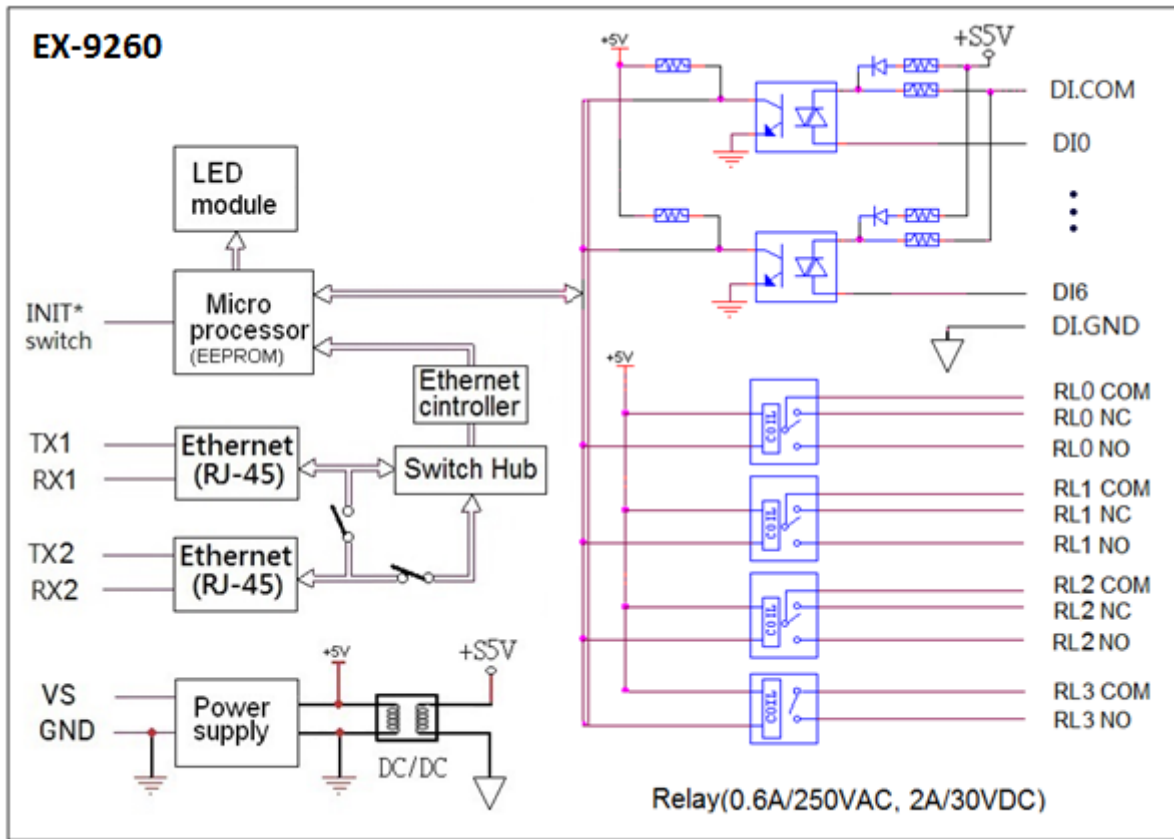 EX-9260
+5V
+S5V
DI.COM
DI0
LED
module
INIT*
switch
Micro
processor
(EEPROM)
DI6
DI.GND
+5V
Ethernet
cintroller
RL0 COM
RL0 NC
RL0 NO
COIL
TX1
RX1
Ethernet
(RJ-45)
Switch Hub
RL1 COM
RL1 NC
RL1 NO
COIL
TX2
RX2
Ethernet
(RJ-45)
RL2 COM
RL2 NC
RL2 NO
COIL
+5V
+S5V
VS
GND
Power
supply
DC/DC
RL3 COM
RL3 NO
COIL
Relay(0.6A/250VAC, 2A/30VDC)